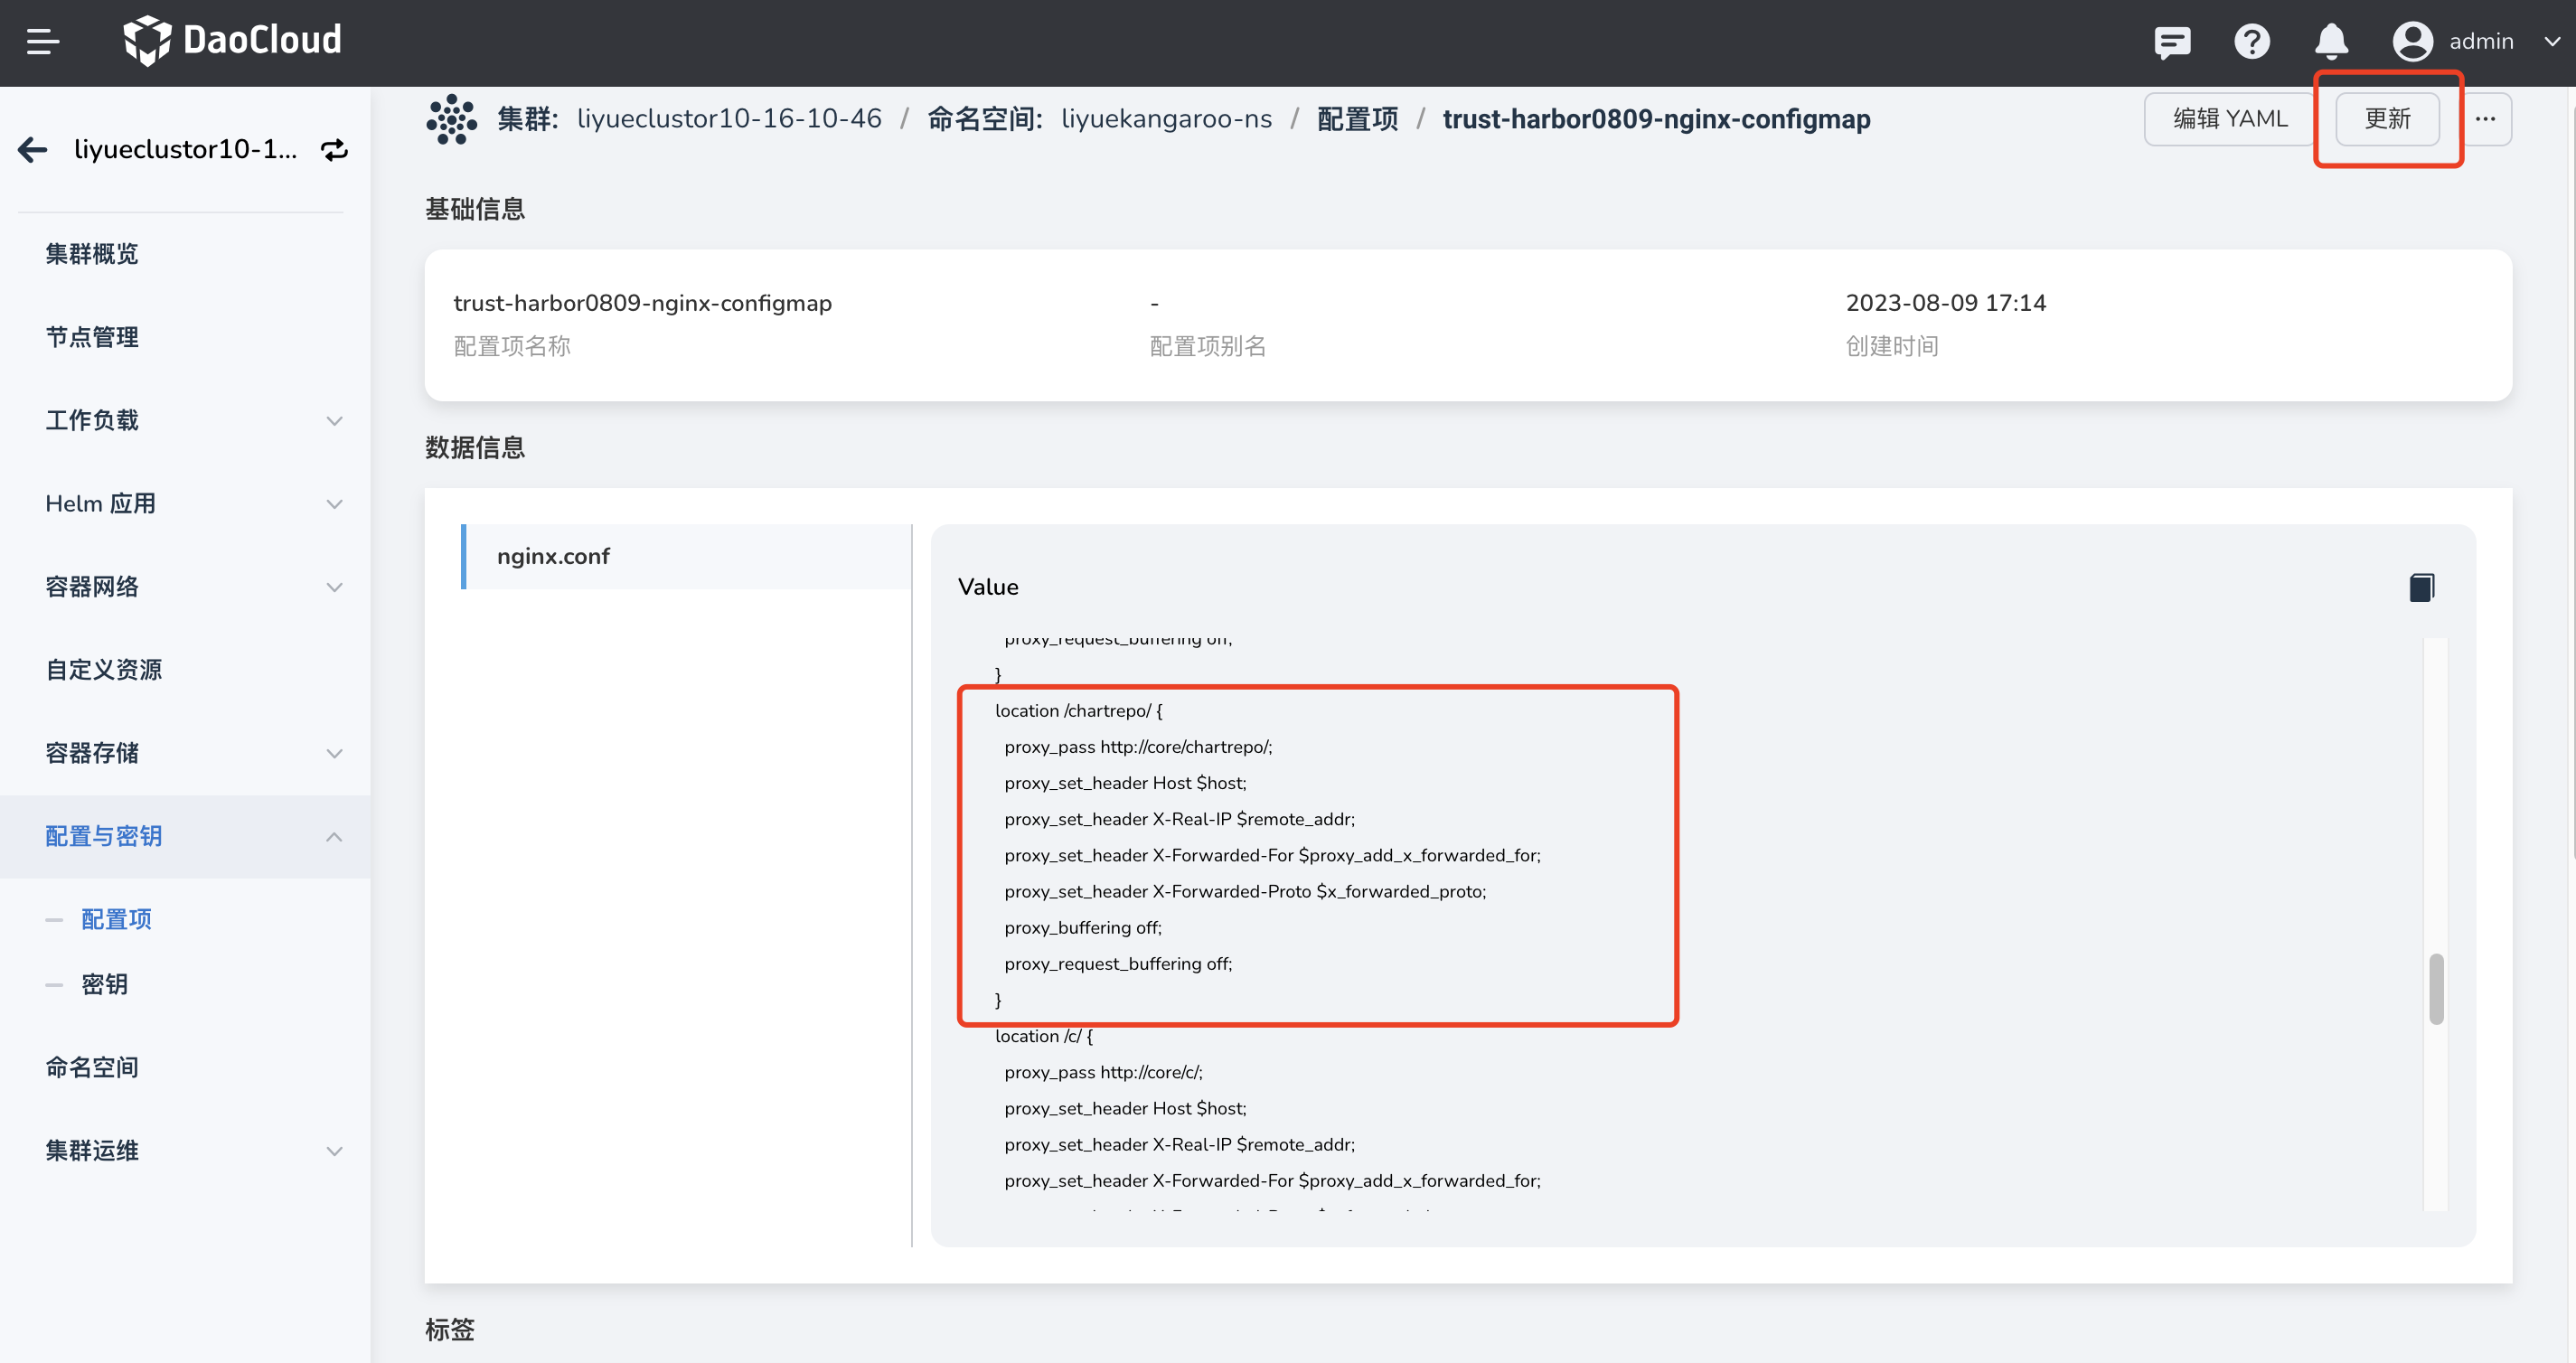 DaoCloud
admin
liyueclustor10-1...
集群概览
节点管理
工作负载
Helm 应用
容器网络
自定义资源
容器存储
配置与密钥
配置项
密钥
命名空间
集群运维
集群: liyueclustor10-16-10-46 / 命名空间: liyuekangaroo-ns / 配置项 / trust-harbor0809-nginx-configmap
编辑 YAML
更新
...
基础信息
trust-harbor0809-nginx-configmap
配置项名称
-
配置项别名
2023-08-09 17:14
创建时间
数据信息
nginx.conf
Value
proxy_request_buffering off;
}
location /chartrepo/ {
proxy_pass http://core/chartrepo/;
proxy_set_header Host $host;
proxy_set_header X-Real-IP $remote_addr;
proxy_set_header X-Forwarded-For $proxy_add_x_forwarded_for;
proxy_set_header X-Forwarded-Proto $x_forwarded_proto;
proxy_buffering off;
proxy_request_buffering off;
}
location /c/ {
proxy_pass http://core/c/;
proxy_set_header Host $host;
proxy_set_header X-Real-IP $remote_addr;
proxy_set_header X-Forwarded-For $proxy_add_x_forwarded_for;
标签